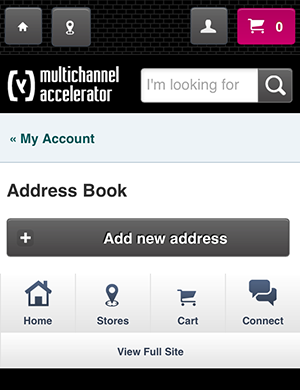 0
multichannel
accelerator
I'm looking for
« My Account
Address Book
Add new address
Home Stores Cart Connect
View Full Site